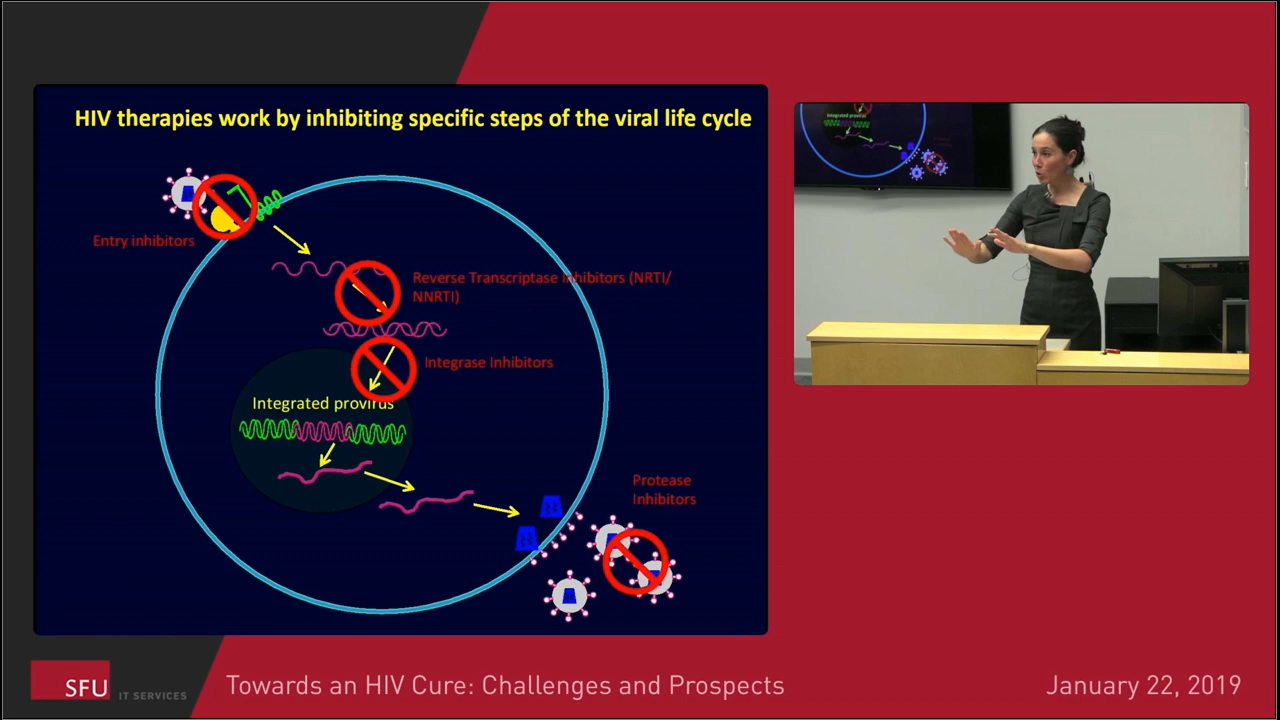 HIV therapies work by inhibiting specific steps of the viral life cycle
Entry inhibitors
Reverse Transcriptase Inhibitors (NRTI/
NNRTI)
Integrase Inhibitors
Integrated provirus
Protease
Inhibitors
Integrated provirus
SFU IT SERVICES
Towards an HIV Cure: Challenges and Prospects
January 22, 2019